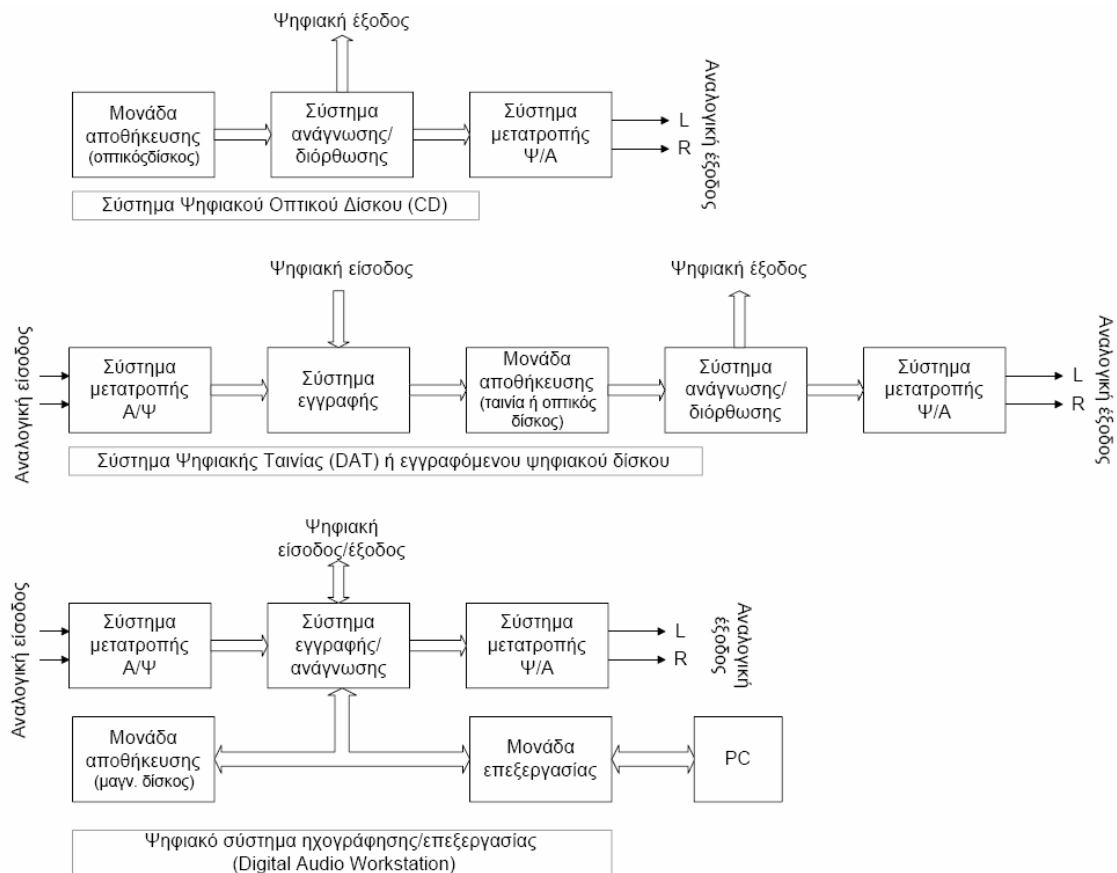 Ψηφιακή έξοδος
Μονάδα
αποθήκευσης
(οπτικόςδίσκος)
Σύστημα
ανάγνωσης/
διόρθωσης
Σύστημα
μετατροπής
Ψ/Α
L
R
Αναλογική έξοδος
Σύστημα Ψηφιακού Οπτικού Δίσκου (CD)
Ψηφιακή είσοδος
Ψηφιακή έξοδος
Αναλογική είσοδος
Σύστημα
μετατροπής
Α/Ψ
Σύστημα
εγγραφής
Μονάδα
αποθήκευσης
(ταινία ή οπτικός
δίσκος)
Σύστημα
ανάγνωσης/
διόρθωσης
Σύστημα
μετατροπής
Ψ/Α
L
R
Αναλογική έξοδος
Σύστημα Ψηφιακής Ταινίας (DAT) ή εγγραφόμενου ψηφιακού δίσκου
Ψηφιακή
είσοδος/έξοδος
Αναλογική είσοδος
Σύστημα
μετατροπής
Α/Ψ
Σύστημα
εγγραφής/
ανάγνωσης
Σύστημα
μετατροπής
Ψ/Α
L
R
Αναλογική
έξοδος
Μονάδα
αποθήκευσης
(μαγν. δίσκος)
Μονάδα
επεξεργασίας
PC
Ψηφιακό σύστημα ηχογράφησης/επεξεργασίας
(Digital Audio Workstation)